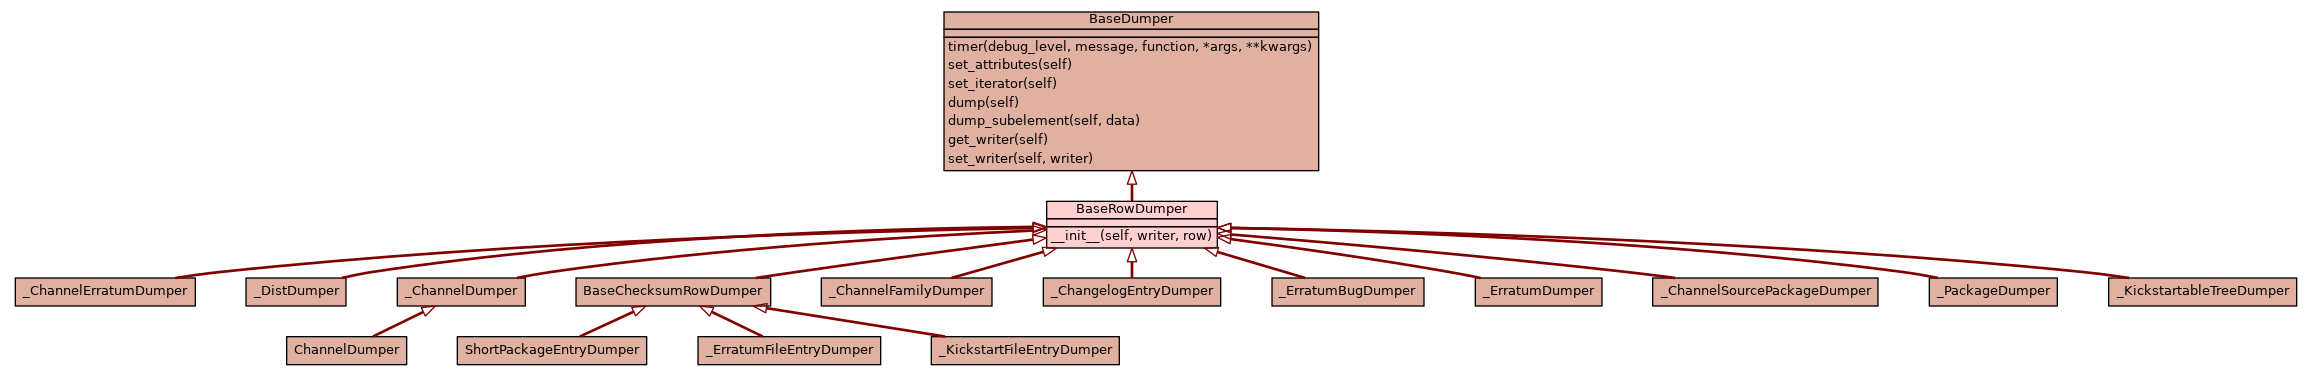 BaseDumper
timer(debug_level, message, function, *args, **kwargs)
set_attributes(self)
set_iterator(self)
dump(self)
dump_subelement(self, data)
get_writer(self)
set_writer(self, writer)
BaseRowDumper
__init__(self, writer, row)
_ChannelErratumDumper
_DistDumper
_ChannelDumper
BaseChecksumRowDumper
_ChannelFamilyDumper
_ChangelogEntryDumper
_ErratumBugDumper
_ErratumDumper
_ChannelSourcePackageDumper
_PackageDumper
_KickstartableTreeDumper
ChannelDumper
ShortPackageEntryDumper
_ErratumFileEntryDumper
_KickstartFileEntryDumper